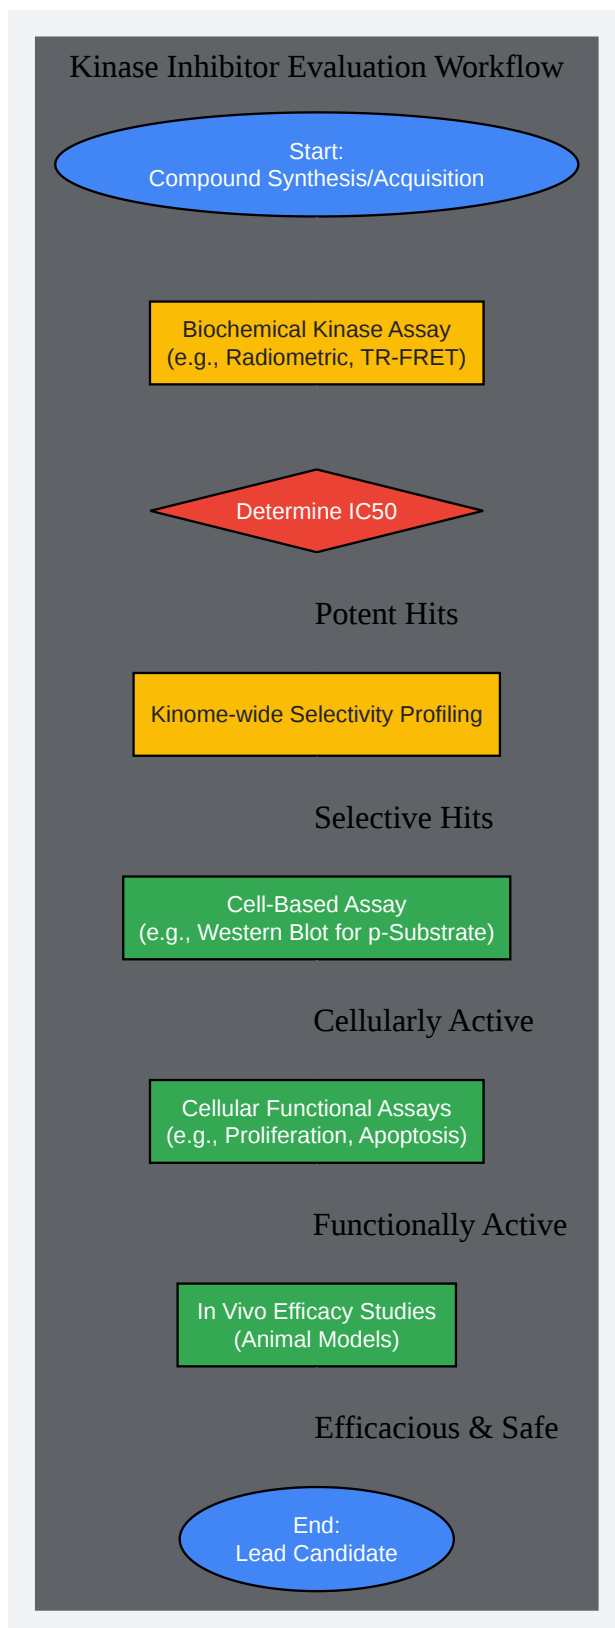 Kinase Inhibitor Evaluation Workflow
Start:
Compound Synthesis/Acquisition
Biochemical Kinase Assay
(e.g., Radiometric, TR-FRET)
Determine IC50
Potent Hits
Kinome-wide Selectivity Profiling
Selective Hits
Cell-Based Assay
(e.g., Western Blot for p-Substrate)
Cellularly Active
Cellular Functional Assays
(e.g., Proliferation, Apoptosis)
Functionally Active
In Vivo Efficacy Studies
(Animal Models)
Efficacious & Safe
End:
Lead Candidate